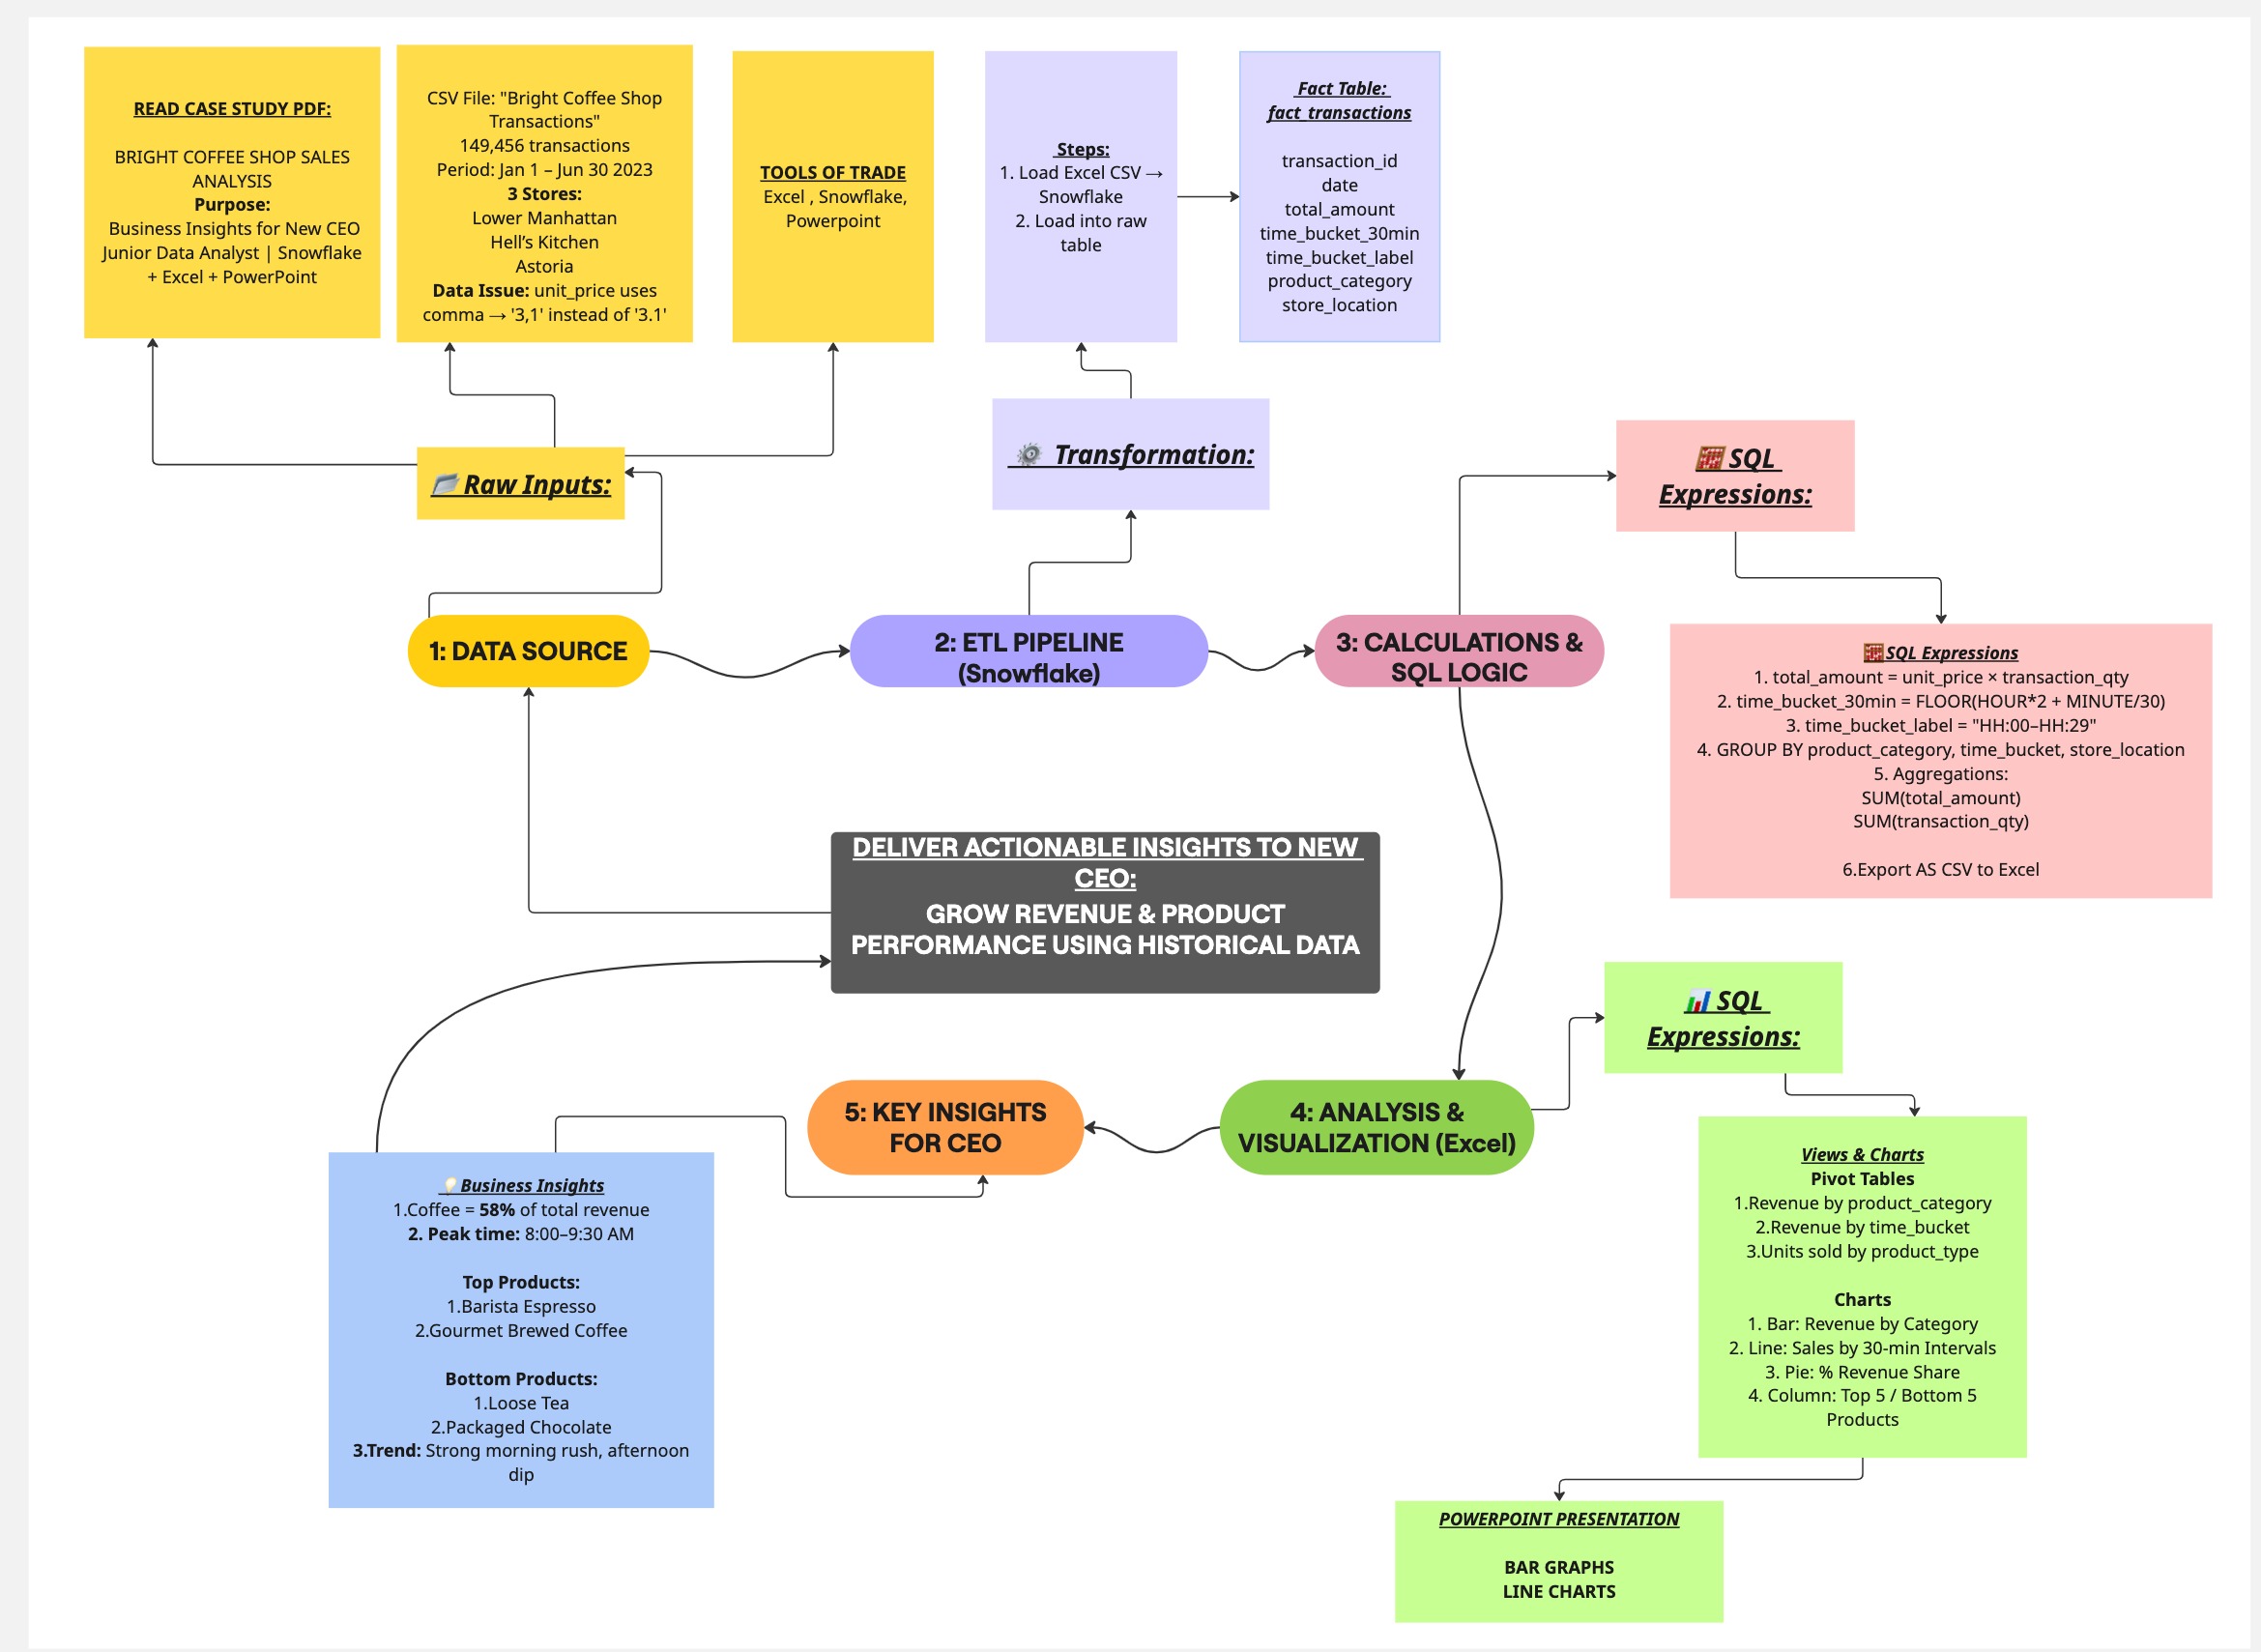 READ CASE STUDY PDF:
BRIGHT COFFEE SHOP SALES
ANALYSIS
Purpose:
Business Insights for New CEO
Junior Data Analyst | Snowflake
+ Excel + PowerPoint
CSV File: "Bright Coffee Shop
Transactions"
149,456 transactions
Period: Jan 1 – Jun 30 2023
3 Stores:
Lower Manhattan
Hell’s Kitchen
Astoria
Data Issue: unit_price uses
comma → '3,1' instead of '3.1'
TOOLS OF TRADE
Excel , Snowflake,
Powerpoint
Steps:
1. Load Excel CSV →
Snowflake
2. Load into raw
table
Fact Table:
fact_transactions
transaction_id
date
total_amount
time_bucket_30min
time_bucket_label
product_category
store_location
📂 Raw Inputs:
⚙️ Transformation:
🧮 SQL
Expressions:
1: DATA SOURCE
2: ETL PIPELINE
(Snowflake)
3: CALCULATIONS &
SQL LOGIC
🧮 SQL Expressions
1. total_amount = unit_price × transaction_qty
2. time_bucket_30min = FLOOR(HOUR*2 + MINUTE/30)
3. time_bucket_label = "HH:00–HH:29"
4. GROUP BY product_category, time_bucket, store_location
5. Aggregations:
SUM(total_amount)
SUM(transaction_qty)
6.Export AS CSV to Excel
DELIVER ACTIONABLE INSIGHTS TO NEW
CEO:
GROW REVENUE & PRODUCT
PERFORMANCE USING HISTORICAL DATA
📊 SQL
Expressions:
5: KEY INSIGHTS
FOR CEO
4: ANALYSIS &
VISUALIZATION (Excel)
💡 Business Insights
1.Coffee = 58% of total revenue
2. Peak time: 8:00–9:30 AM
Top Products:
1.Barista Espresso
2.Gourmet Brewed Coffee
Bottom Products:
1.Loose Tea
2.Packaged Chocolate
3.Trend: Strong morning rush, afternoon
dip
Views & Charts
Pivot Tables
1.Revenue by product_category
2.Revenue by time_bucket
3.Units sold by product_type
Charts
1. Bar: Revenue by Category
2. Line: Sales by 30-min Intervals
3. Pie: % Revenue Share
4. Column: Top 5 / Bottom 5
Products
POWERPOINT PRESENTATION
BAR GRAPHS
LINE CHARTS